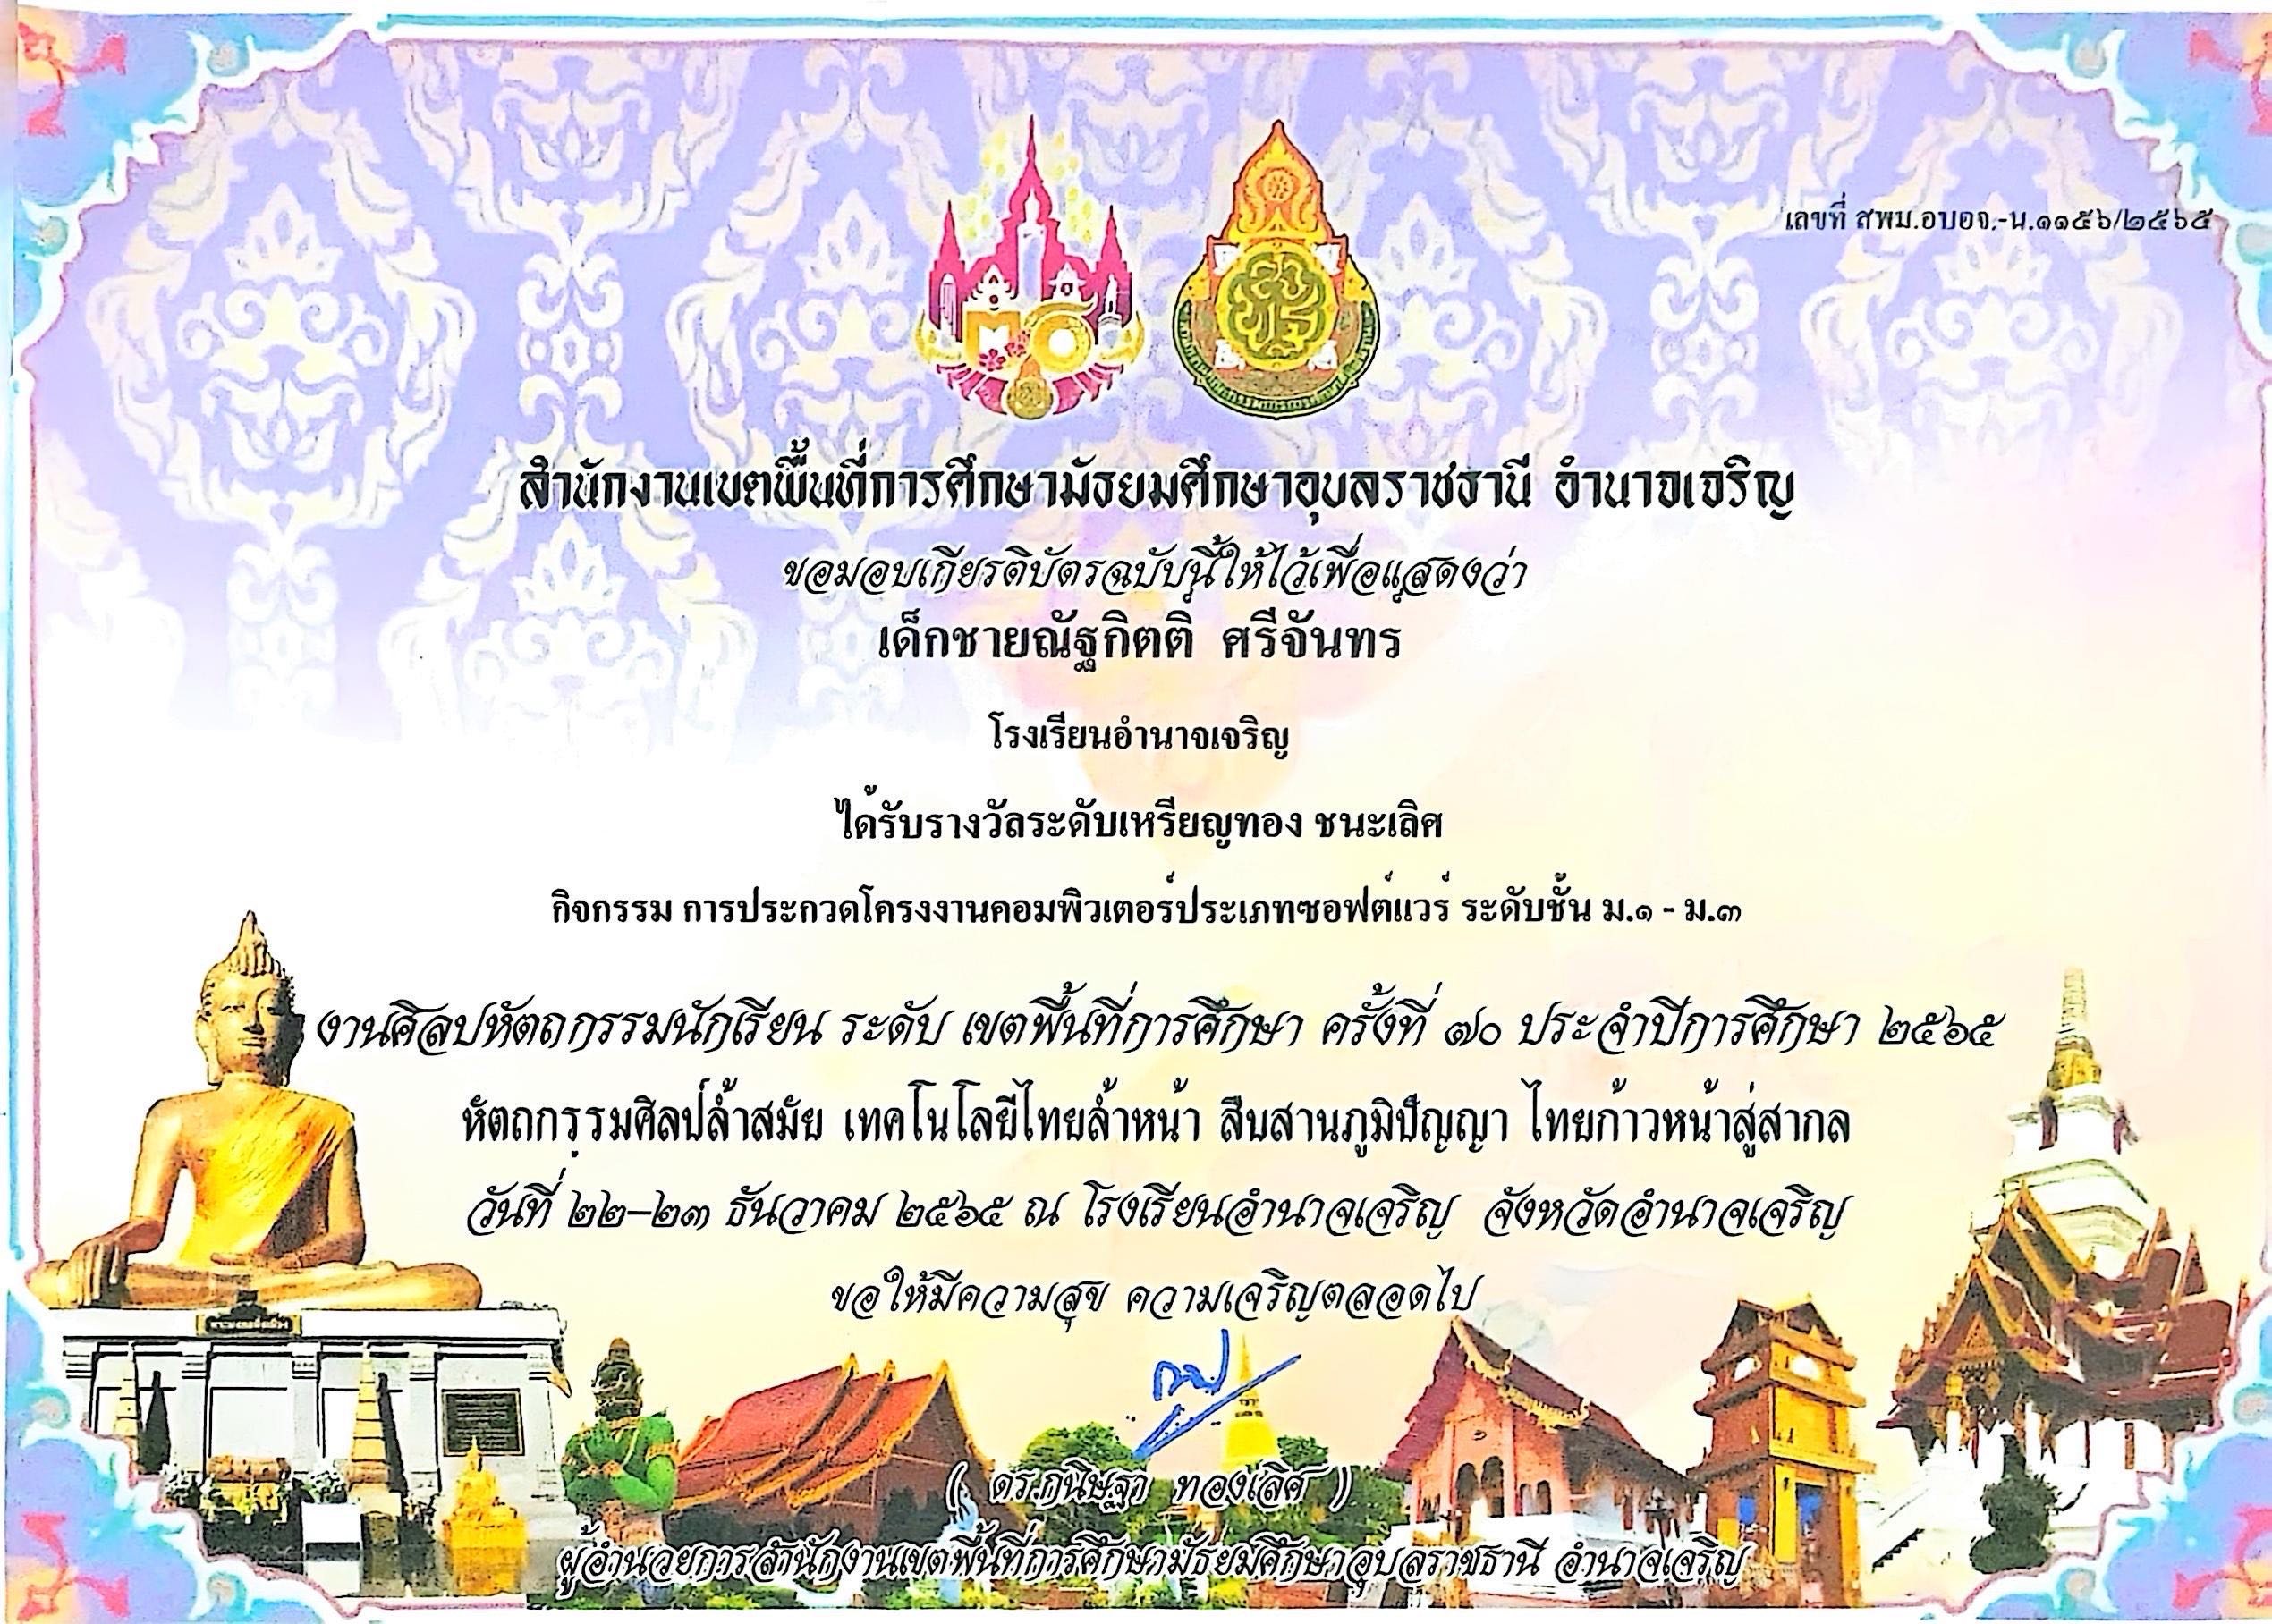 เลขที่ สพม.อบอจ.-น.๑๑๕๖/๒๕๖๕
สำนักงานเขตพื้นที่การศึกษามัธยมศึกษาอุบลราชธานี อำนาจเจริญ
ขอมอบเกียรติบัตรฉบับนี้ให้ไว้เพื่อแสดงว่า
เด็กชายณัฐกิตติ์ ศรีจันทร์
โรงเรียนอำนาจเจริญ
ได้รับรางวัลระดับเหรียญทอง ชนะเลิศ
กิจกรรม การประกวดโครงงานคอมพิวเตอร์ประเภทซอฟต์แวร์ ระดับชั้น ม.๑ - ม.๓
งานศิลปหัตถกรรมนักเรียน ระดับ เขตพื้นที่การศึกษา ครั้งที่ ๗๐ ประจำปีการศึกษา ๒๕๖๕
หัตถกรรมศิลป์ล้ำสมัย เทคโนโลยีไทยล้ำหน้า สืบสานภูมิปัญญา ไทยก้าวหน้าสู่สากล
วันที่ ๒๒–๒๓ ธันวาคม ๒๕๖๕ ณ โรงเรียนอำนาจเจริญ จังหวัดอำนาจเจริญ
ขอให้มีความสุข ความเจริญตลอดไป
( ดร.ภนิษฐา ทองเลิศ )
ผู้อำนวยการสำนักงานเขตพื้นที่การศึกษามัธยมศึกษาอุบลราชธานี อำนาจเจริญ